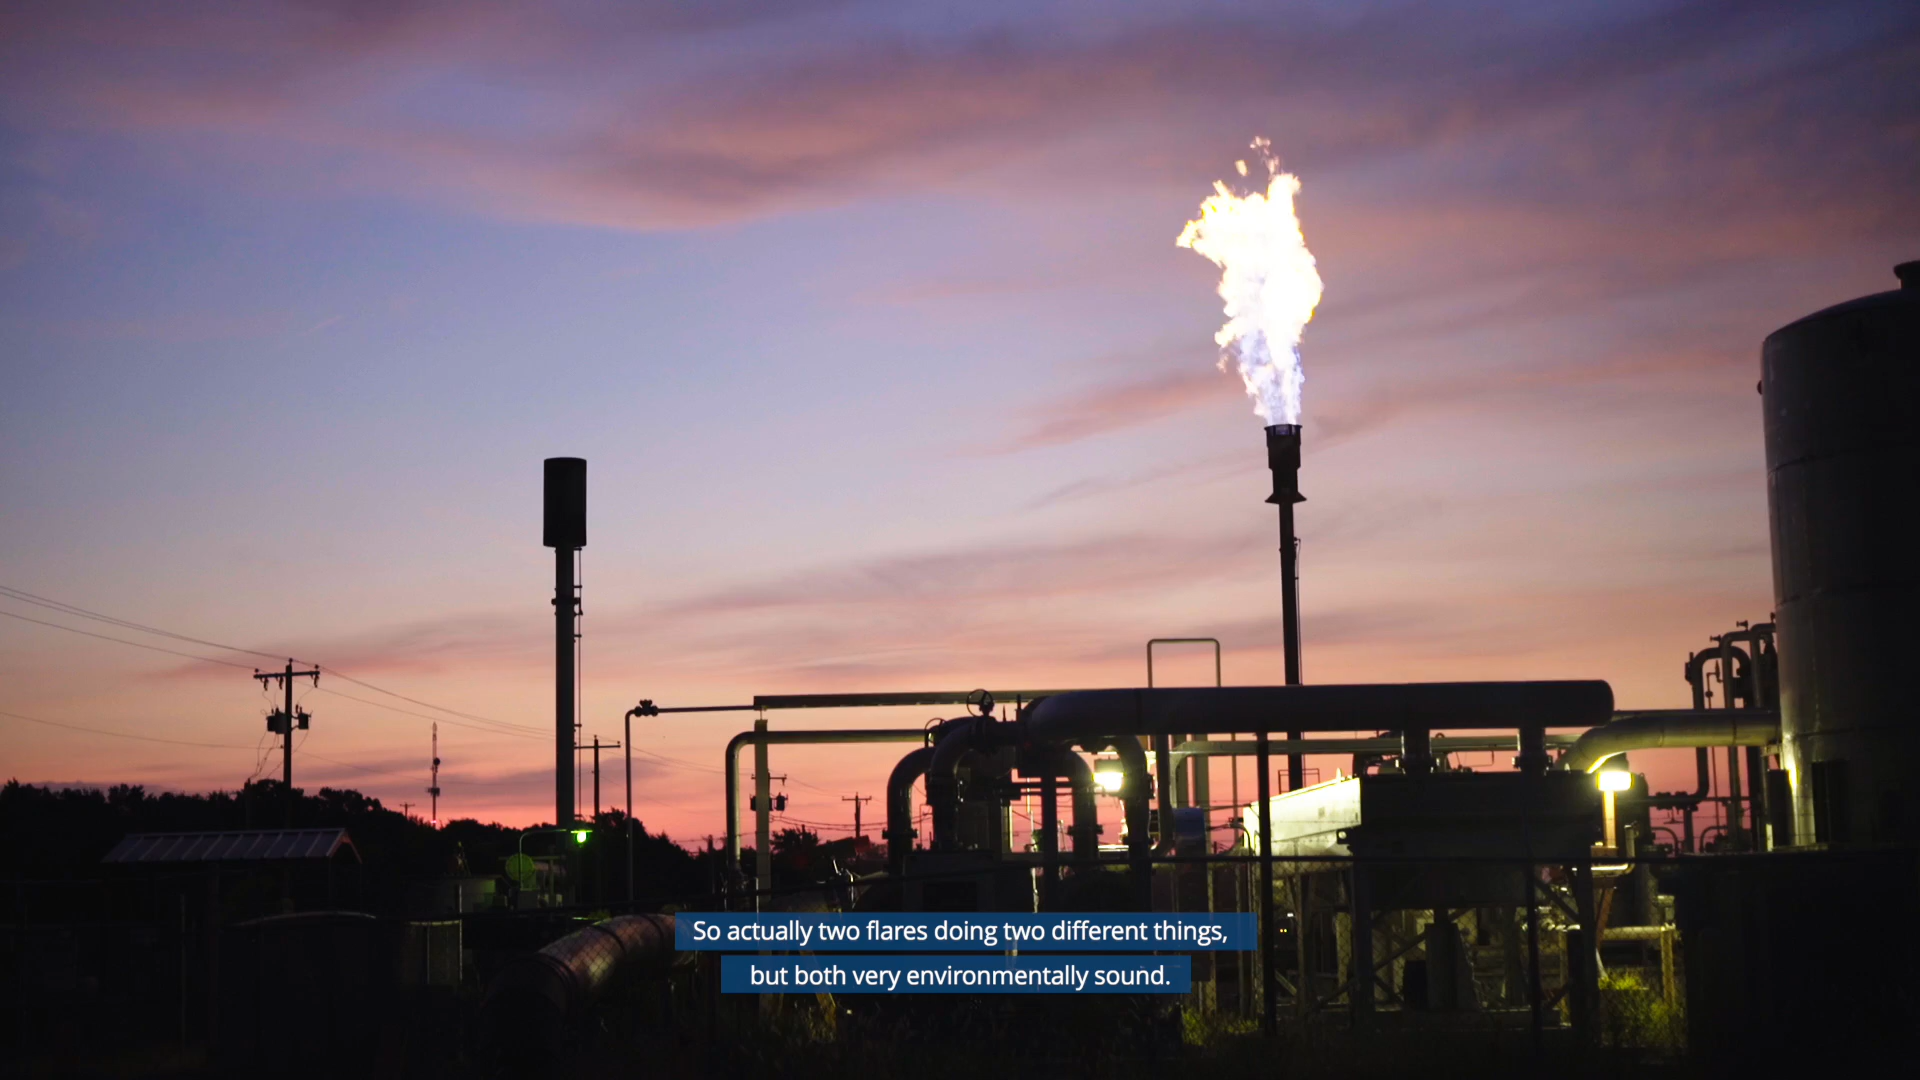 So actually two flares doing two different things,
but both very environmentally sound.